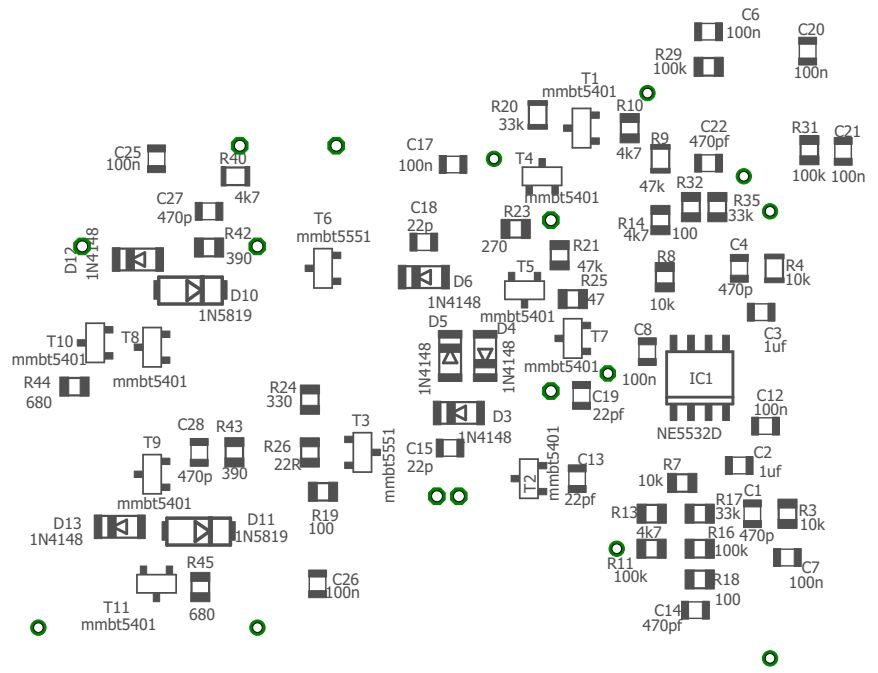 C6
100n
C20
100n
R29
100k
T1
mmbt5401
R20
33k
R10
4k7
C22
470pf
R31
100k
C21
100n
R9
47k
C25
100n
R40
4k7
C17
100n
T4
mmbt5401
C27
470p
T6
mmbt5551
C18
22p
R23
270
R32
100
R35
33k
R14
4k7
R42
390
D12
1N4148
R21
47k
R8
10k
C4
470p
R4
10k
D10
1N5819
D6
1N4148
T5
mmbt5401
R25
47
C3
1uf
T10
mmbt5401
T8
mmbt5401
D5
1N4148
D4
1N4148
T7
mmbt5401
C8
100n
IC1
NE5532D
R44
680
R24
330
C19
22pf
C12
100n
D3
1N4148
C28
470p
R43
390
R26
22R
T3
mmbt5551
C15
22p
T9
mmbt5401
T2
mmbt5401
C13
22pf
C2
1uf
R7
10k
R19
100
D13
1N4148
D11
1N5819
R13
4k7
R17
33k
C1
470p
R3
10k
R11
100k
R16
100k
C7
100n
T11
mmbt5401
R45
680
C26
100n
R18
100
C14
470pf